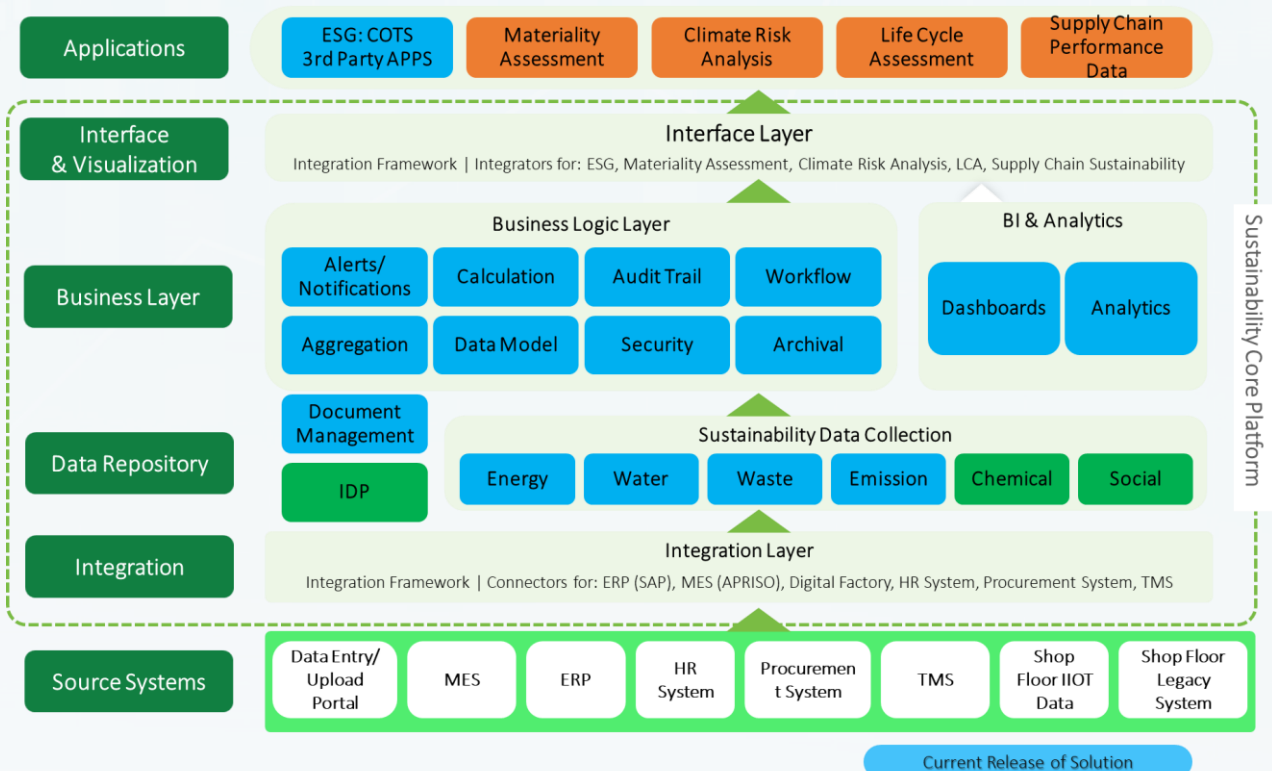 Applications
ESG: COTS
3rd Party APPS
Materiality
Assessment
Climate Risk
Analysis
Life Cycle
Assessment
Supply Chain
Performance
Data
Interface
& Visualization
Interface Layer
Integration Framework | Integrators for: ESG, Materiality Assessment, Climate Risk Analysis, LCA, Supply Chain Sustainability
Business Layer
Business Logic Layer
Alerts/
Notifications
Calculation
Audit Trail
Workflow
Aggregation
Data Model
Security
Archival
BI & Analytics
Dashboards
Analytics
Sustainability Core Platform
Data Repository
Document
Management
IDP
Sustainability Data Collection
Energy
Water
Waste
Emission
Chemical
Social
Integration
Integration Layer
Integration Framework | Connectors for: ERP (SAP), MES (APRISO), Digital Factory, HR System, Procurement System, TMS
Source Systems
Data Entry/
Upload
Portal
MES
ERP
HR
System
Procuremen
t System
TMS
Shop
Floor IIOT
Data
Shop Floor
Legacy
System
Current Release of Solution